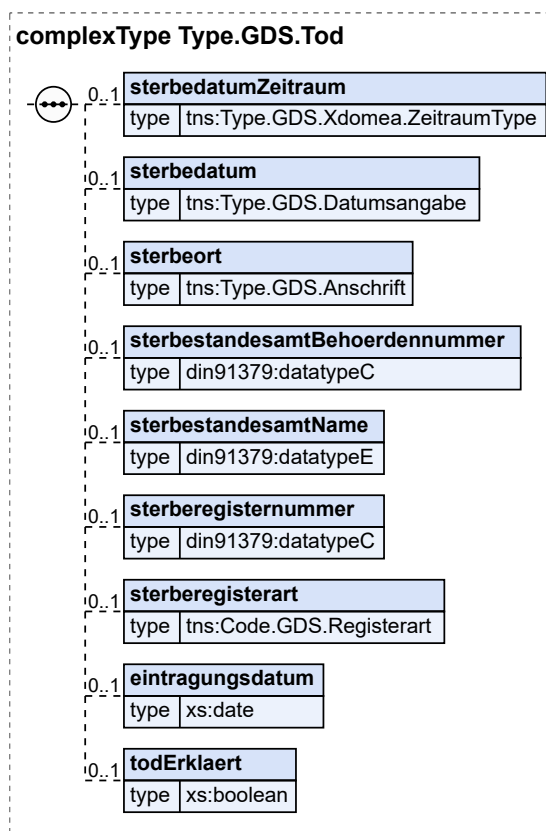 complexType Type.GDS.Tod
0..1 sterbedatumZeitraum
type tns:Type.GDS.Xdomea.ZeitraumType
0..1 sterbedatum
type tns:Type.GDS.Datumsangabe
0..1 sterbeort
type tns:Type.GDS.Anschrift
0..1 sterbestandesamtBehoerdennummer
type din91379:datatypeC
0..1 sterbestandesamtName
type din91379:datatypeE
0..1 sterberegisternummer
type din91379:datatypeC
0..1 sterberegisterart
type tns:Code.GDS.Registerart
0..1 eintragungsdatum
type xs:date
0..1 todErklaert
type xs:boolean